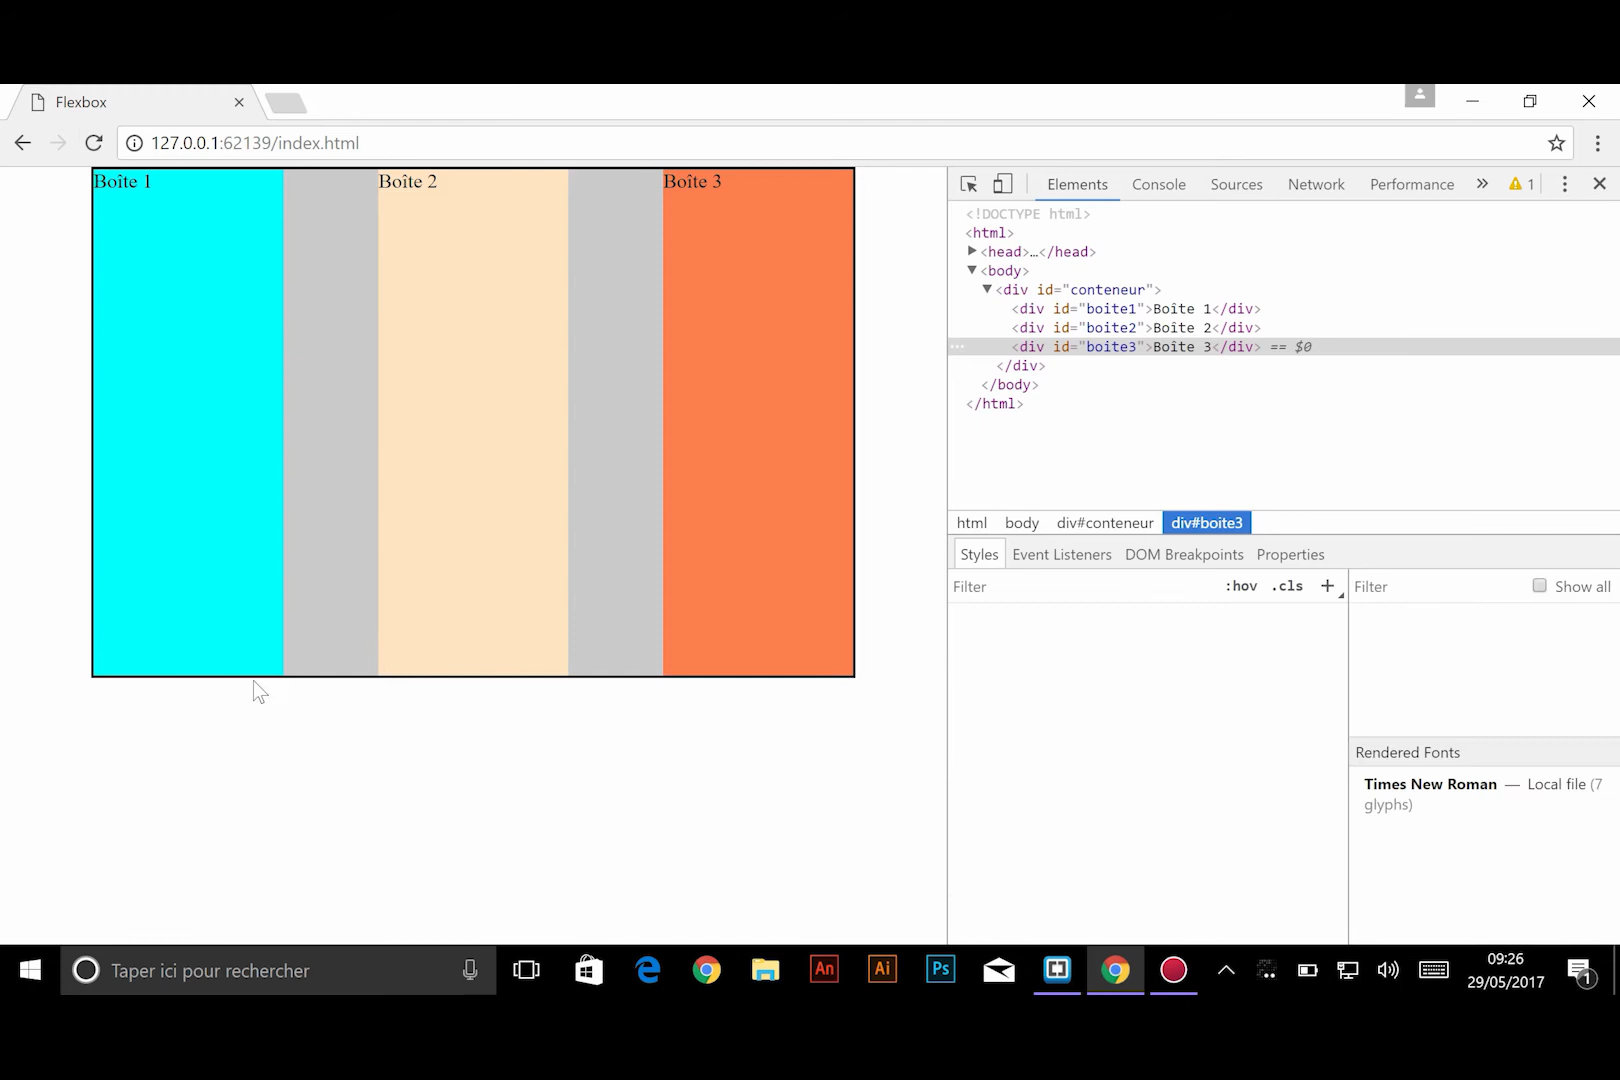 Flexbox
127.0.0.1:62139/index.html
Boîte 1
Boîte 2
Boîte 3
Elements
Console
Sources
Network
Performance
1
<!DOCTYPE html>
<html>
<head>…</head>
<body>
<div id="conteneur">
<div id="boite1">Boîte 1</div>
<div id="boite2">Boîte 2</div>
<div id="boite3">Boîte 3</div> == $0
</div>
</body>
</html>
html
body
div#conteneur
div#boite3
Styles
Event Listeners
DOM Breakpoints
Properties
Filter
:hov
.cls
+
Filter
Show all
Rendered Fonts
Times New Roman — Local file (7
glyphs)
Taper ici pour rechercher
An
Ai
Ps
09:26
29/05/2017
1